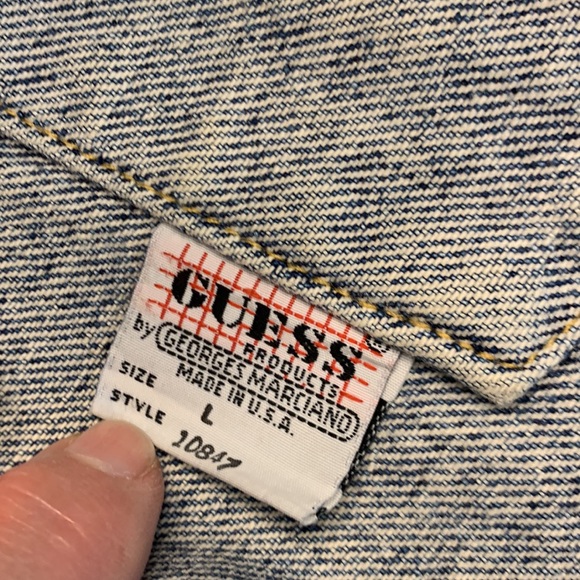 GUESS®
PRODUCTS
by GEORGES MARCIANO
MADE IN U.S.A.
SIZE L
STYLE 10847